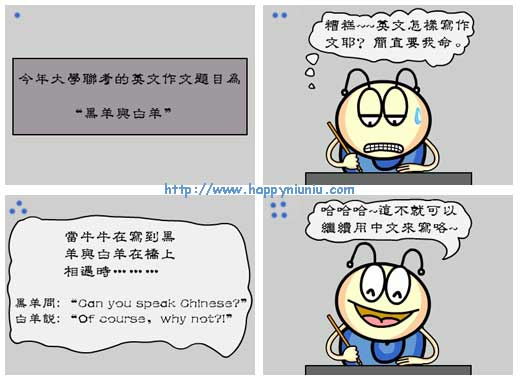 今年大學聯考的英文作文題目為
“黑羊與白羊”
糟糕~~英文怎樣寫作
文耶？簡直要我命。
http://www.happyniuniu.com
當牛牛在寫到黑
羊與白羊在橋上
相遇時………
黑羊問：“Can you speak Chinese?”
白羊說：“Of course, why not?!”
哈哈哈~這不就可以
繼續用中文來寫咯~